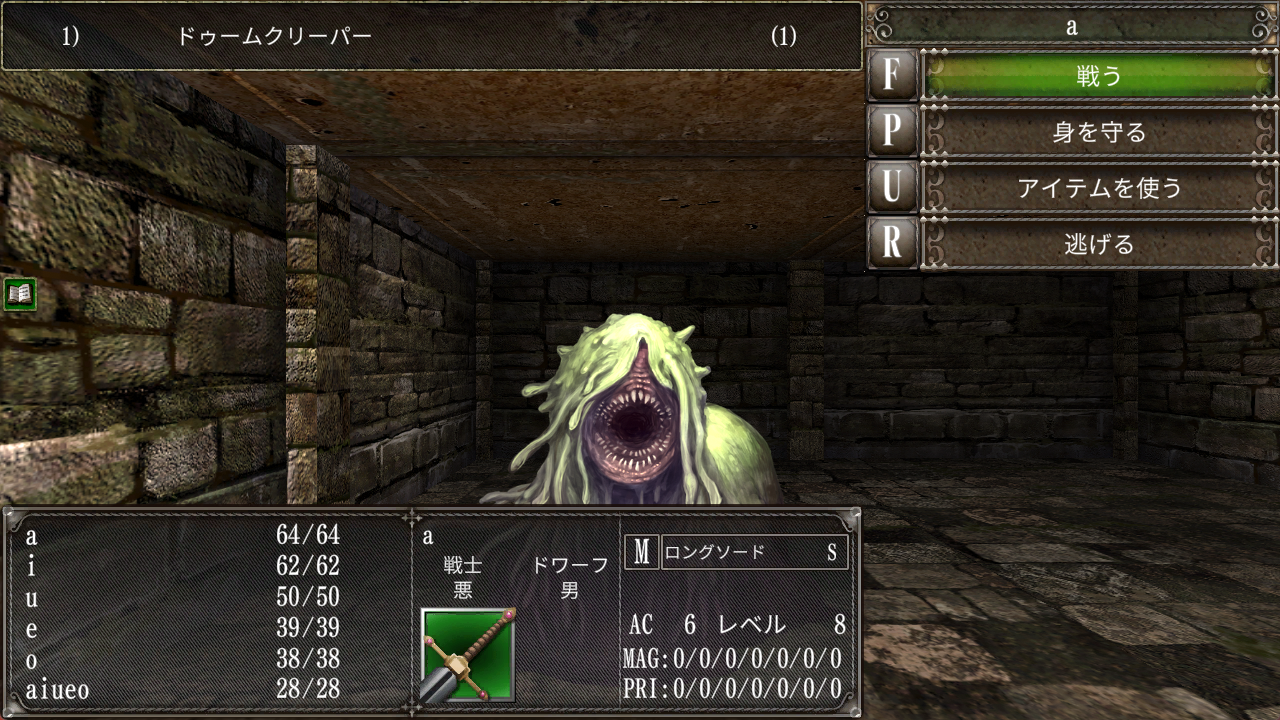 1) ドゥームクリーパー (1)
a
F 戦う
P 身を守る
U アイテムを使う
R 逃げる
a 64/64
i 62/62
u 50/50
e 39/39
o 38/38
aiueo 28/28
a
戦士 ドワーフ
悪 男
M ロングソード S
AC 6 レベル 8
MAG:0/0/0/0/0/0/0
PRI:0/0/0/0/0/0/0